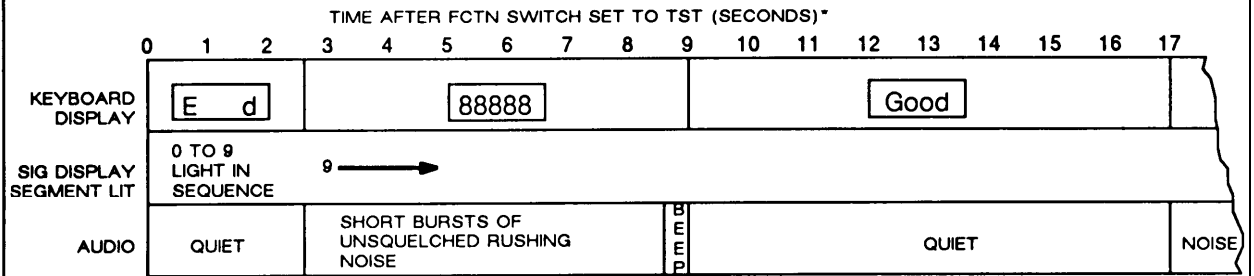 TIME AFTER FCTN SWITCH SET TO TST (SECONDS)*
0 1 2 3 4 5 6 7 8 9 10 11 12 13 14 15 16 17
KEYBOARD
DISPLAY
E d
88888
Good
SIG DISPLAY
SEGMENT LIT
0 TO 9
LIGHT IN
SEQUENCE
9
AUDIO
QUIET
SHORT BURSTS OF
UNSQUELCHED RUSHING
NOISE
BEEP
QUIET
NOISE